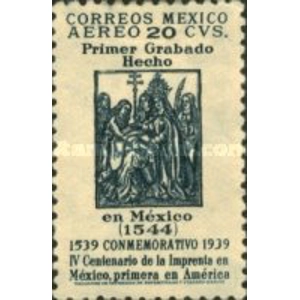 CORREOS MEXICO
AEREO 20 CVS.
Primer Grabado
Hecho
en México
(1544)
1539 CONMEMORATIVO 1939
IV Centenario de la Imprenta en
México, primera en América